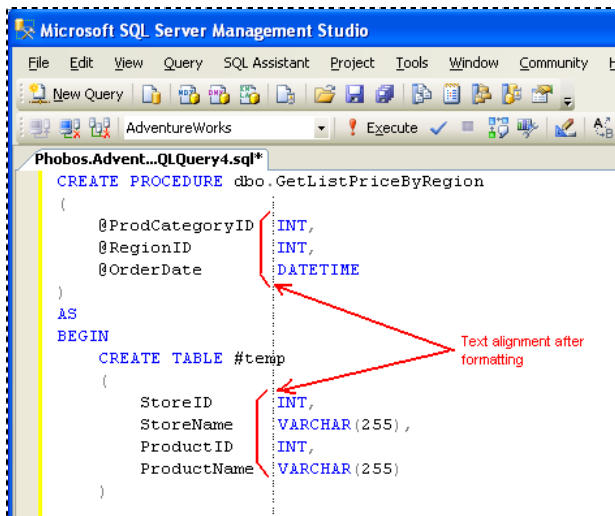 Microsoft SQL Server Management Studio
File Edit View Query SQL Assistant Project Tools Window Community H
New Query
AdventureWorks Execute
Phobos.Advent...QLQuery4.sql*
CREATE PROCEDURE dbo.GetListPriceByRegion
(
@ProdCategoryID INT,
@RegionID INT,
@OrderDate DATETIME
)
AS
BEGIN
CREATE TABLE #temp
(
StoreID INT,
StoreName VARCHAR(255),
ProductID INT,
ProductName VARCHAR(255)
)
Text alignment after
formatting